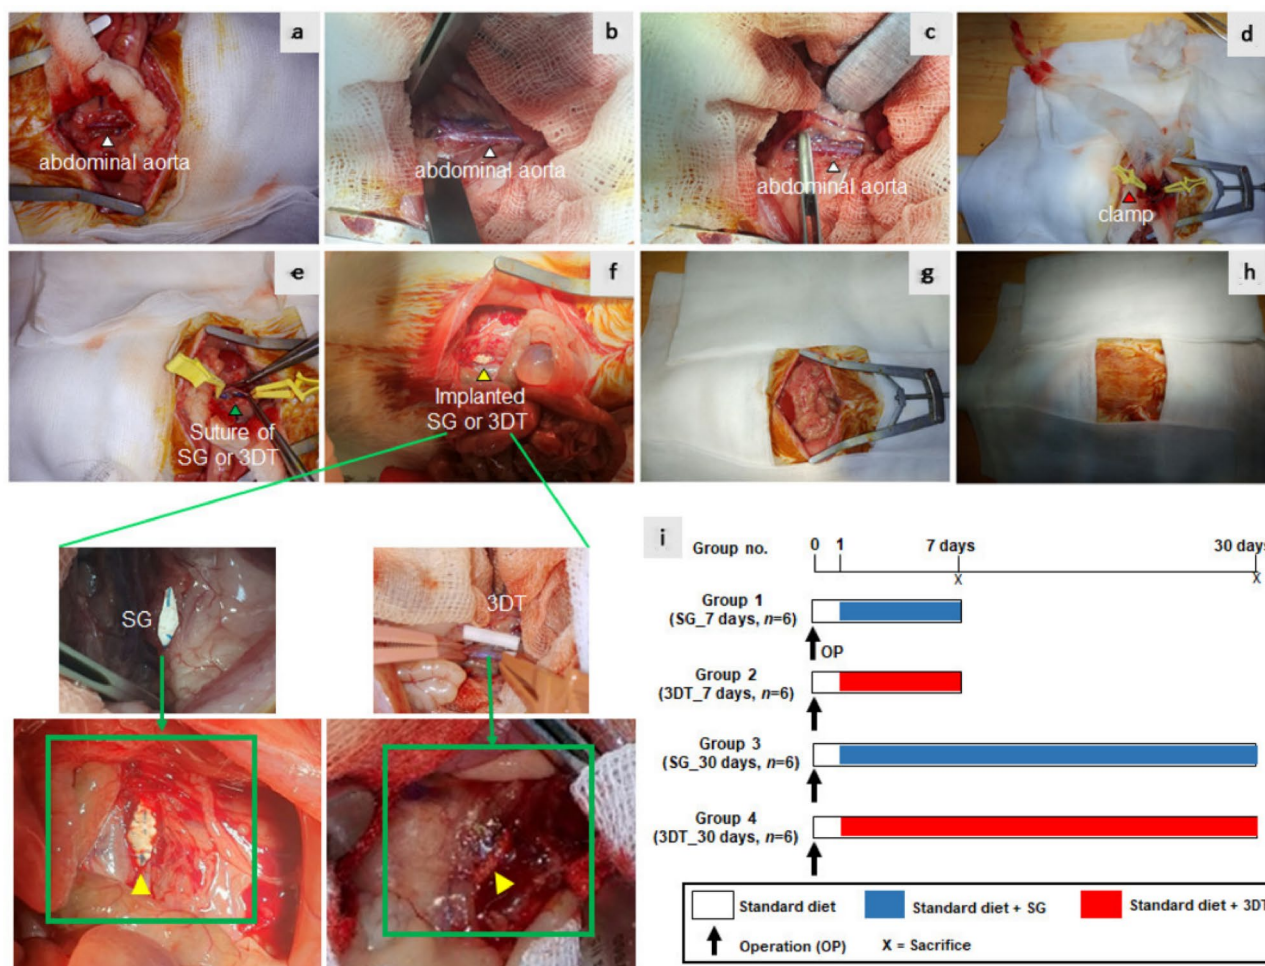 a
b
c
d
abdominal aorta
abdominal aorta
abdominal aorta
clamp
e
f
g
h
Suture of
SG or 3DT
Implanted
SG or 3DT
SG
3DT
i
Group no.
0 1 7 days 30 days
X X
Group 1
(SG_7 days, n=6)
OP
Group 2
(3DT_7 days, n=6)
Group 3
(SG_30 days, n=6)
Group 4
(3DT_30 days, n=6)
Standard diet
Standard diet + SG
Standard diet + 3DT
Operation (OP)
X = Sacrifice